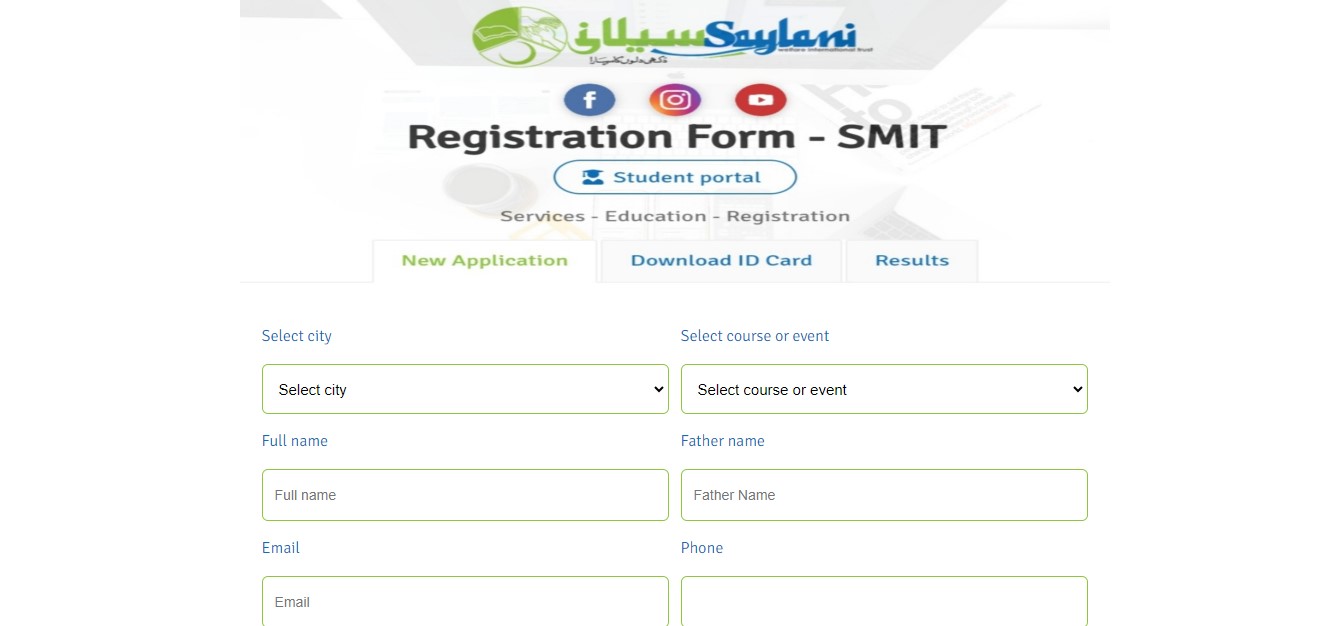 سیلانی Saylani
welfare international trust
Registration Form - SMIT
Student portal
Services - Education - Registration
New Application Download ID Card Results
Select city Select course or event
Select city Select course or event
Full name Father name
Full name Father Name
Email Phone
Email